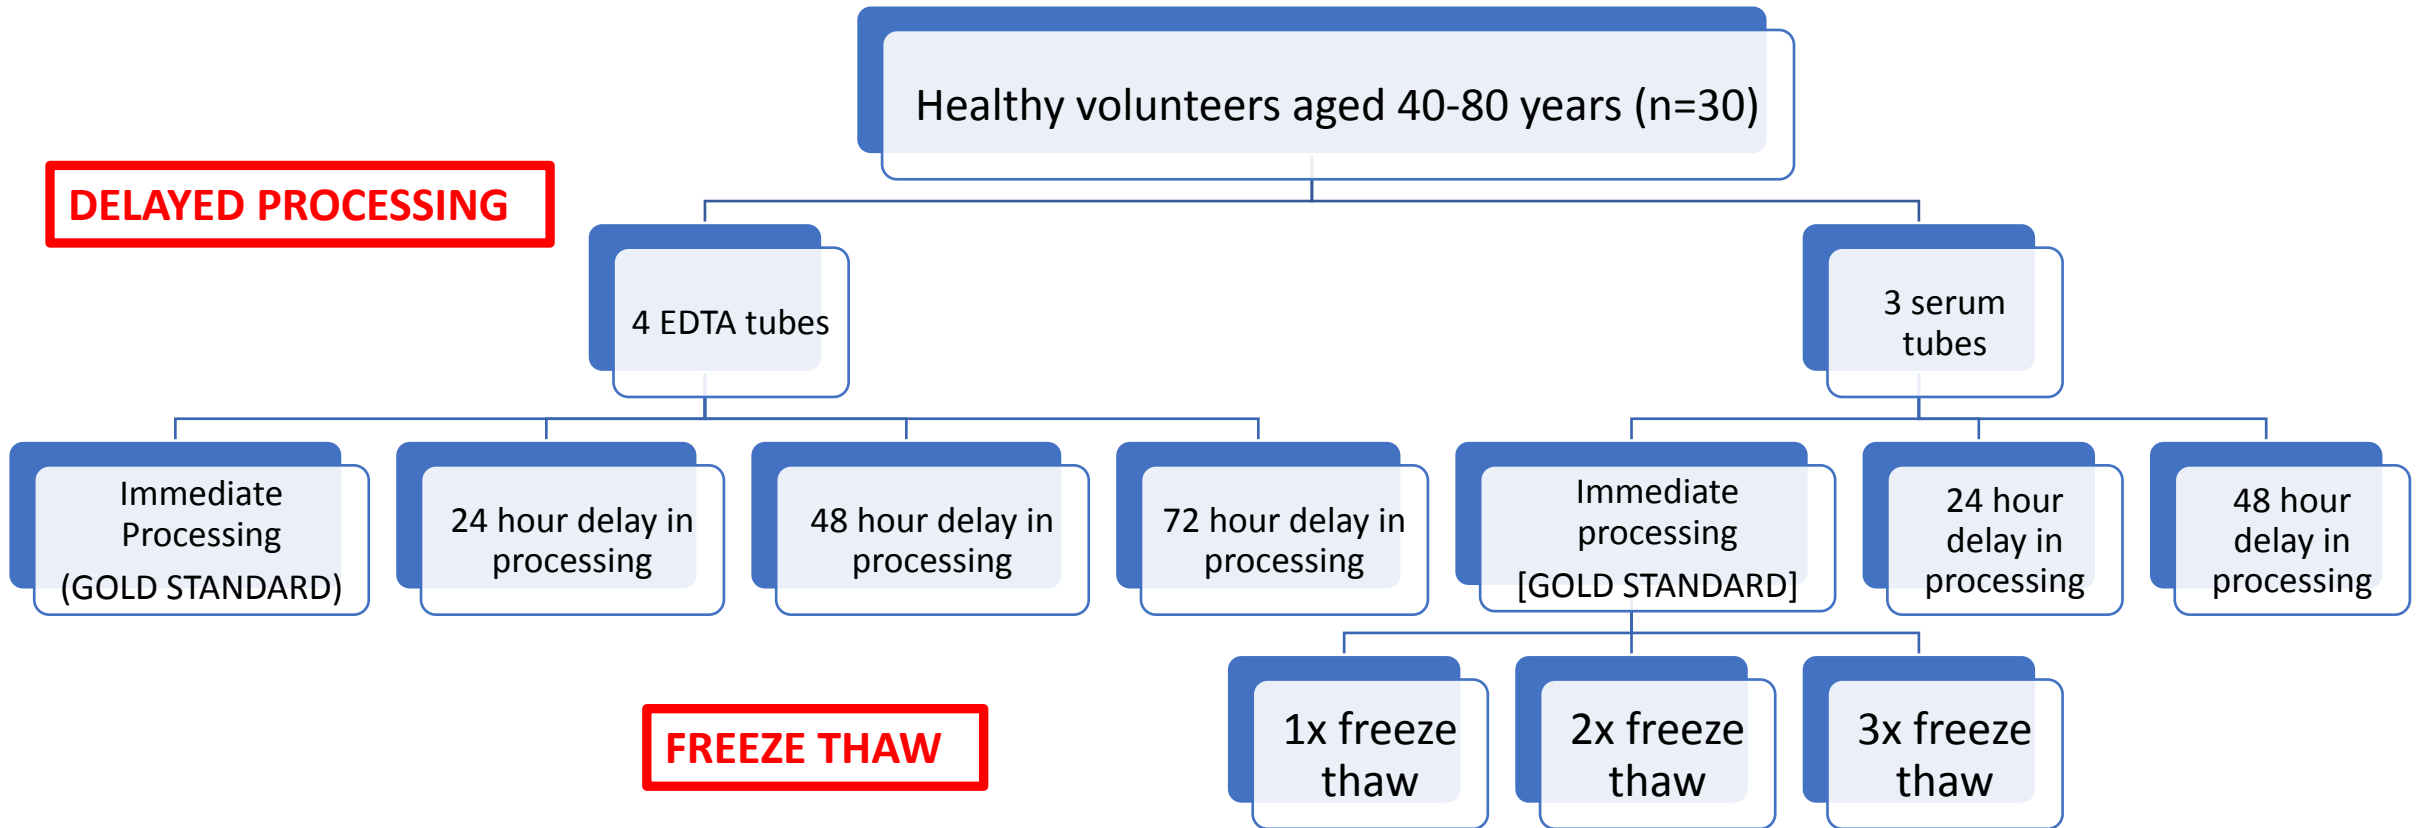 Healthy volunteers aged 40-80 years (n=30)
DELAYED PROCESSING
4 EDTA tubes
3 serum
tubes
Immediate
Processing
(GOLD STANDARD)
24 hour delay in
processing
48 hour delay in
processing
72 hour delay in
processing
Immediate
processing
[GOLD STANDARD]
24 hour
delay in
processing
48 hour
delay in
processing
FREEZE THAW
1x freeze
thaw
2x freeze
thaw
3x freeze
thaw